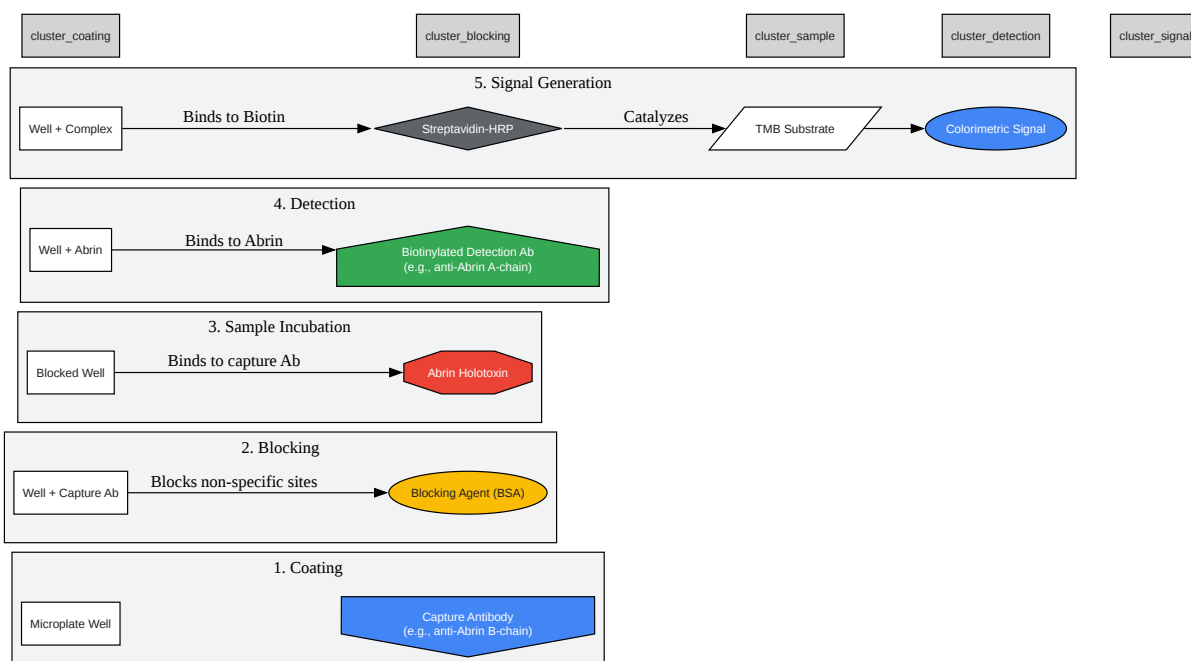 cluster_coating
cluster_blocking
cluster_sample
cluster_detection
cluster_signal
5. Signal Generation
Well + Complex
Binds to Biotin
Streptavidin-HRP
Catalyzes
TMB Substrate
Colorimetric Signal
4. Detection
Well + Abrin
Binds to Abrin
Biotinylated Detection Ab
(e.g., anti-Abrin A-chain)
3. Sample Incubation
Blocked Well
Binds to capture Ab
Abrin Holotoxin
2. Blocking
Well + Capture Ab
Blocks non-specific sites
Blocking Agent (BSA)
1. Coating
Microplate Well
Capture Antibody
(e.g., anti-Abrin B-chain)